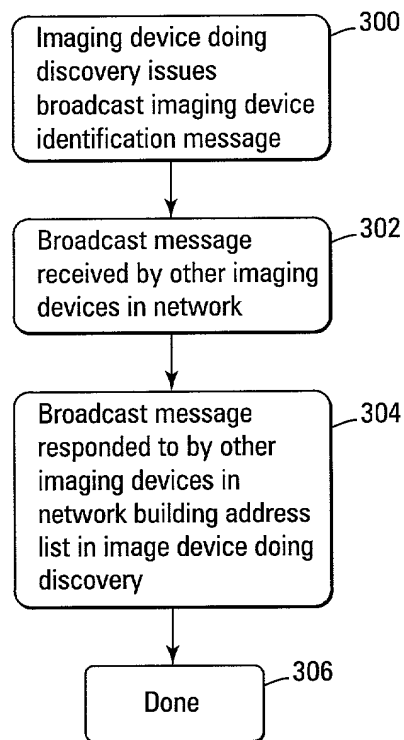 300
Imaging device doing
discovery issues
broadcast imaging device
identification message
302
Broadcast message
received by other imaging
devices in network
304
Broadcast message
responded to by other
imaging devices in
network building address
list in image device doing
discovery
306
Done